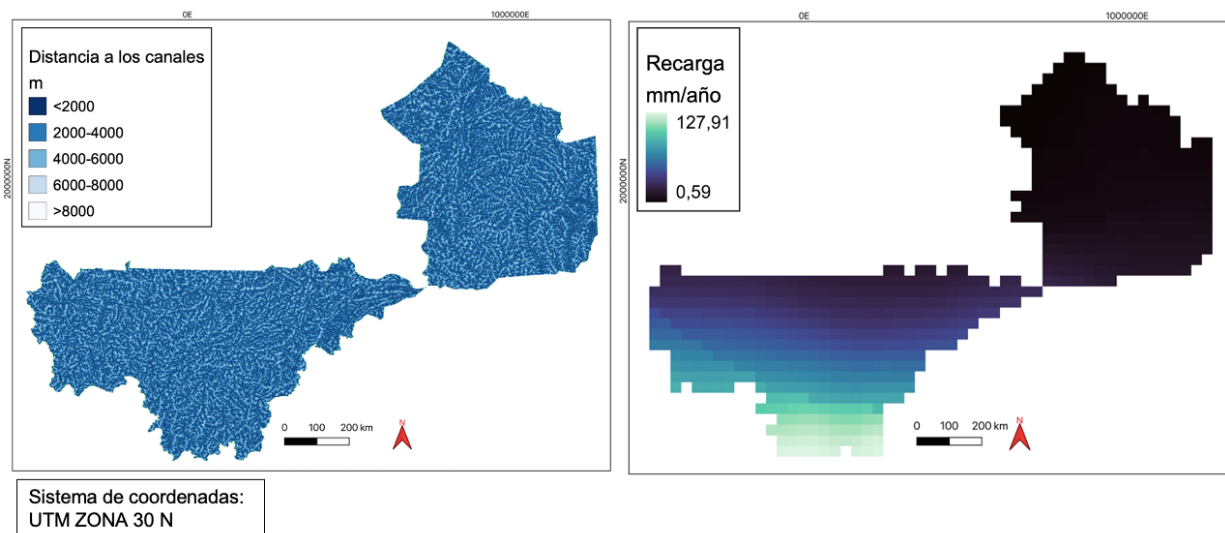 0E
1000000E
2000000N
Distancia a los canales
m
<2000
2000-4000
4000-6000
6000-8000
>8000
0 100 200 km
N
Sistema de coordenadas:
UTM ZONA 30 N
0E
1000000E
2000000N
Recarga
mm/año
127,91
0,59
0 100 200 km
N